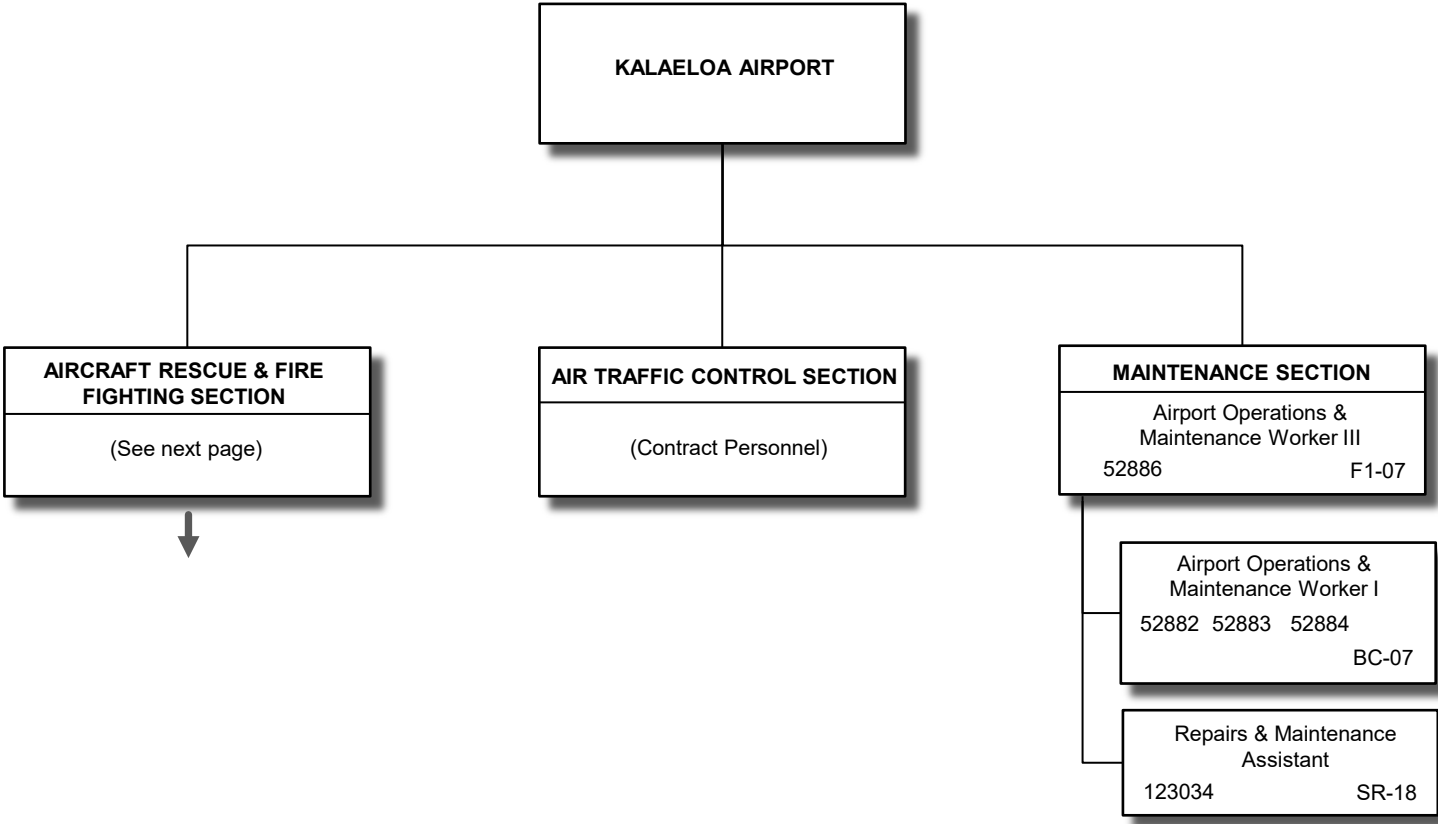 KALAELOA AIRPORT
AIRCRAFT RESCUE & FIRE
FIGHTING SECTION
(See next page)
AIR TRAFFIC CONTROL SECTION
(Contract Personnel)
MAINTENANCE SECTION
Airport Operations &
Maintenance Worker III
52886 F1-07
Airport Operations &
Maintenance Worker I
52882 52883 52884
BC-07
Repairs & Maintenance
Assistant
123034 SR-18